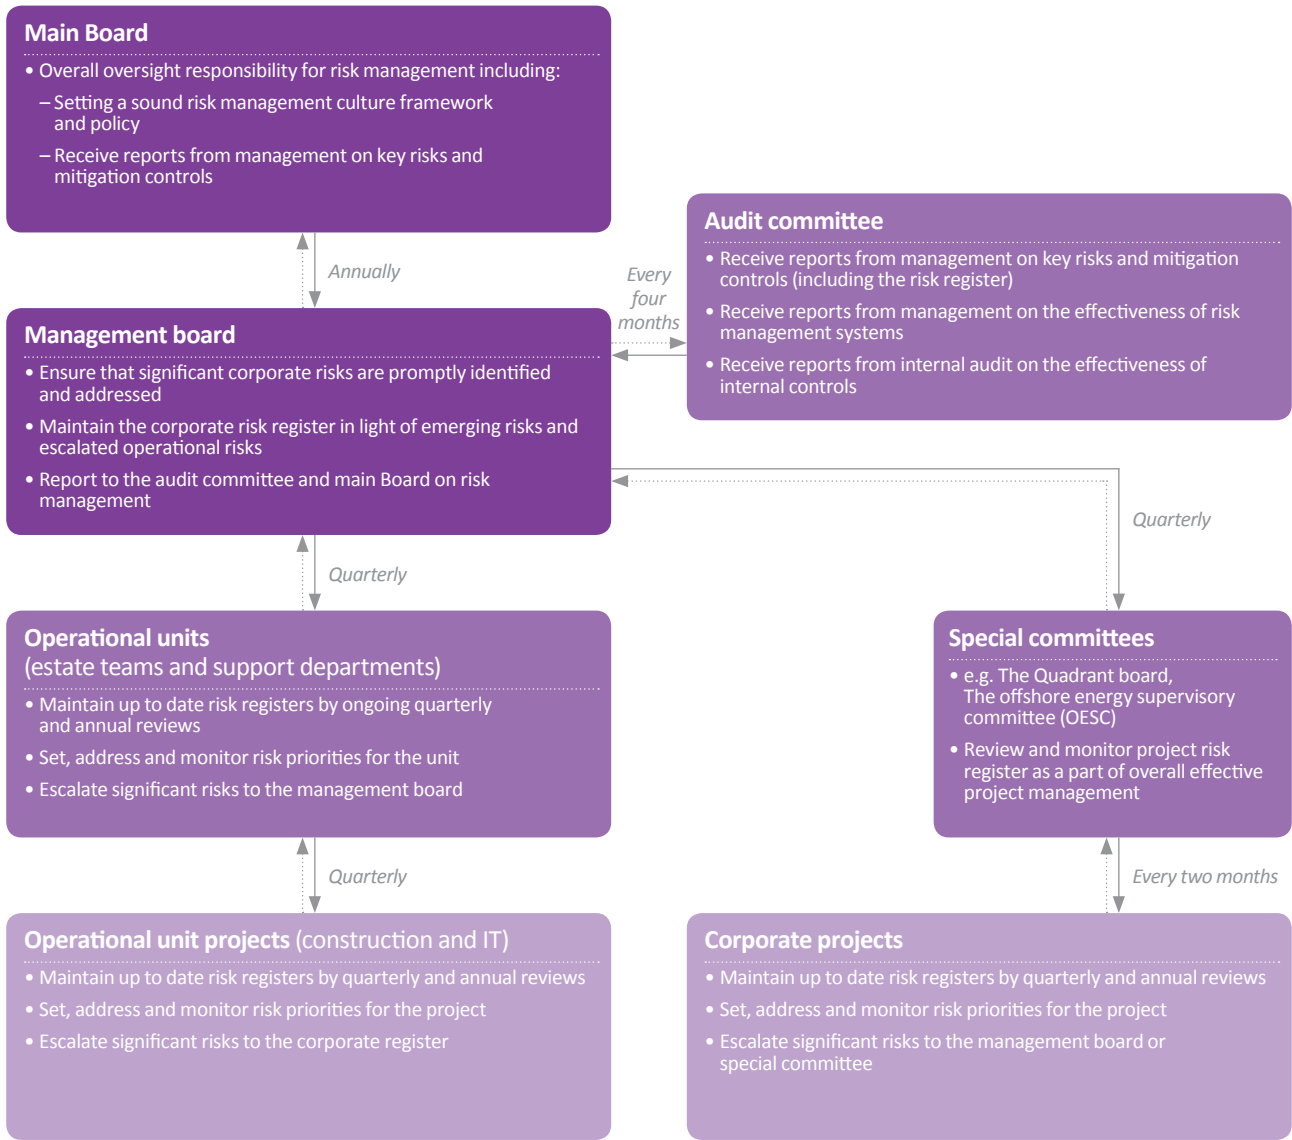 Main Board
• Overall oversight responsibility for risk management including:
– Setting a sound risk management culture framework
and policy
– Receive reports from management on key risks and
mitigation controls
Annually
Every
four
months
Audit committee
• Receive reports from management on key risks and mitigation
controls (including the risk register)
• Receive reports from management on the effectiveness of risk
management systems
• Receive reports from internal audit on the effectiveness of
internal controls
Management board
• Ensure that significant corporate risks are promptly identified
and addressed
• Maintain the corporate risk register in light of emerging risks and
escalated operational risks
• Report to the audit committee and main Board on risk
management
Quarterly
Quarterly
Operational units
(estate teams and support departments)
• Maintain up to date risk registers by ongoing quarterly
and annual reviews
• Set, address and monitor risk priorities for the unit
• Escalate significant risks to the management board
Special committees
• e.g. The Quadrant board,
The offshore energy supervisory
committee (OESC)
• Review and monitor project risk
register as a part of overall effective
project management
Quarterly
Every two months
Operational unit projects (construction and IT)
• Maintain up to date risk registers by quarterly and annual reviews
• Set, address and monitor risk priorities for the project
• Escalate significant risks to the corporate register
Corporate projects
• Maintain up to date risk registers by quarterly and annual reviews
• Set, address and monitor risk priorities for the project
• Escalate significant risks to the management board or
special committee